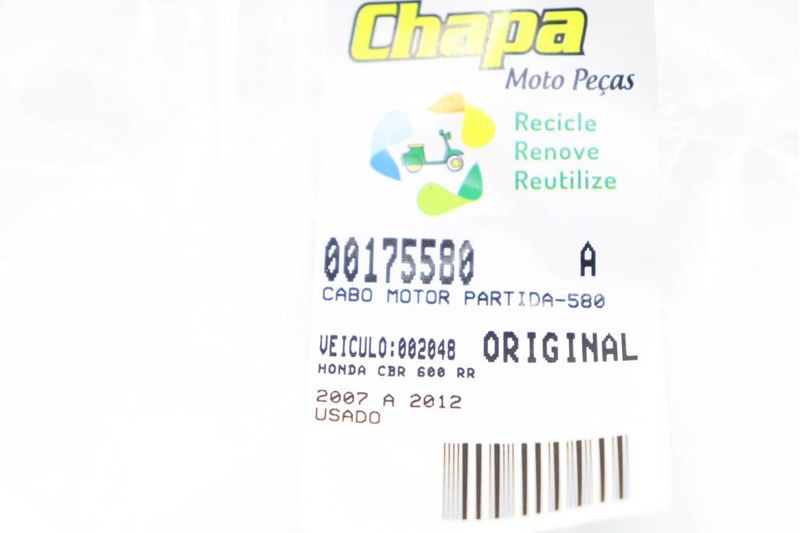 Chapa
Moto Peças
Recicle
Renove
Reutilize
00175580 A
CABO MOTOR PARTIDA-580
VEICULO:002048 ORIGINAL
HONDA CBR 600 RR
2007 A 2012
USADO